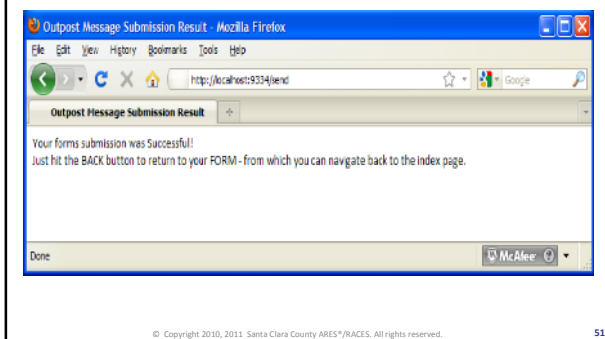 Outpost Message Submission Result - Mozilla Firefox
File Edit View History Bookmarks Tools Help
http://localhost:9334/send
Google
Outpost Message Submission Result
Your forms submission was Successful!
Just hit the BACK button to return to your FORM - from which you can navigate back to the index page.
Done
McAfee
© Copyright 2010, 2011 Santa Clara County ARES®/RACES. All rights reserved.
51